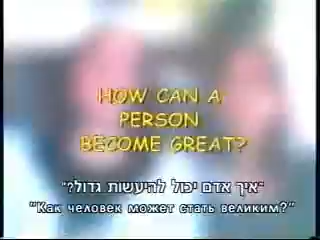 HOW CAN A
PERSON
BECOME GREAT?
"איך אדם יכול להיעשות גדול?"
"Как человек может стать великим?"